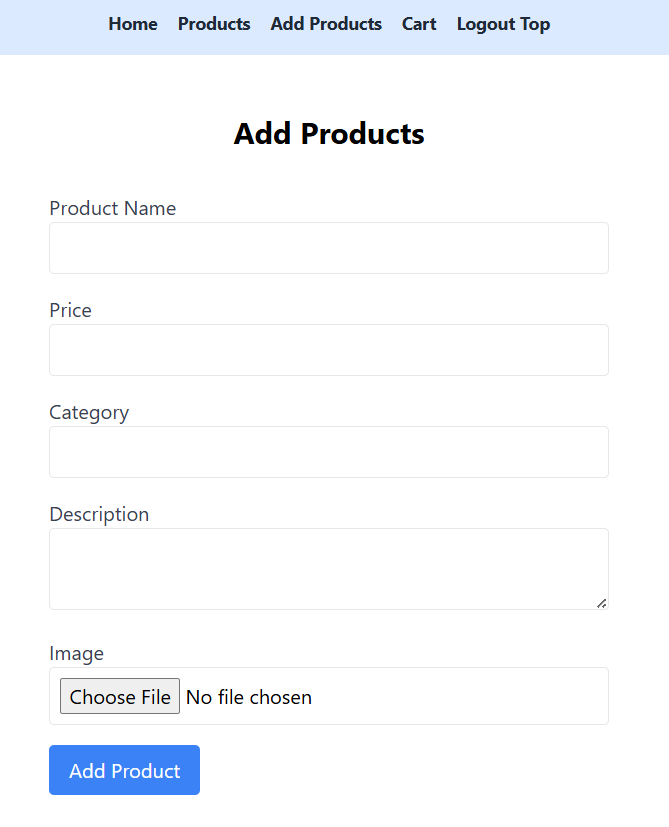 Home Products Add Products Cart Logout Top
Add Products
Product Name
Price
Category
Description
Image
Choose File No file chosen
Add Product